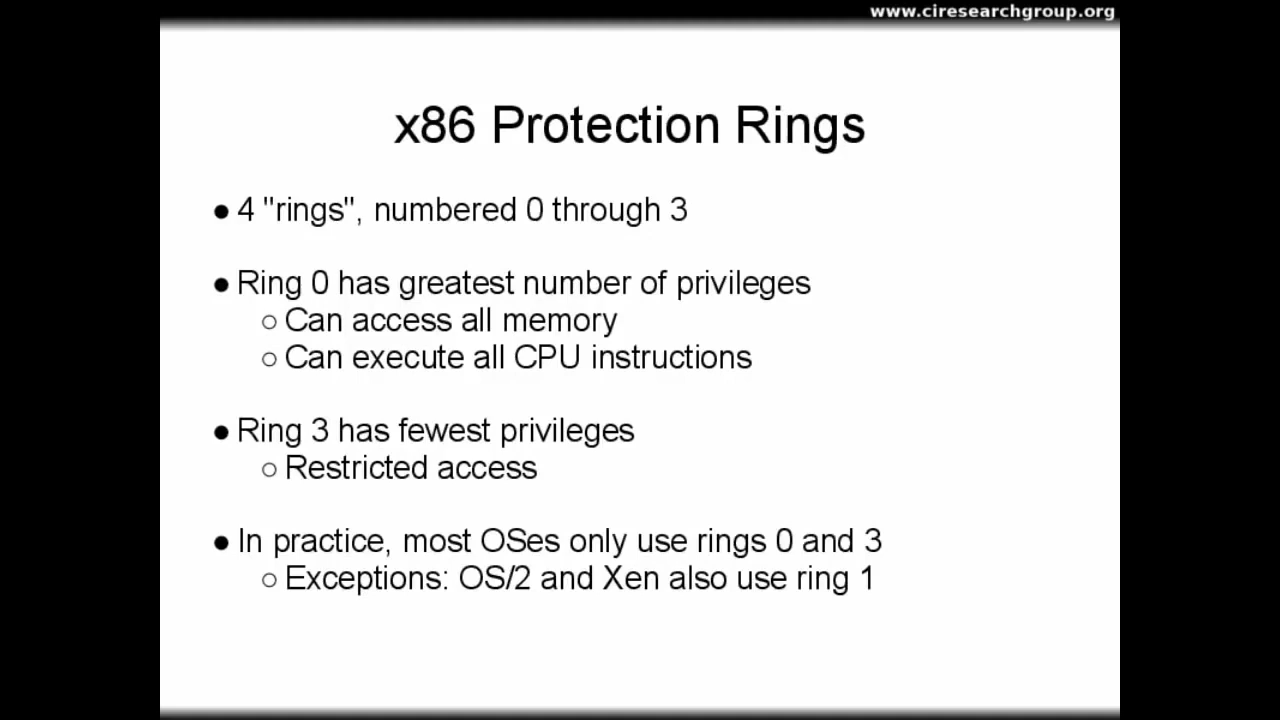 www.ciresearchgroup.org
x86 Protection Rings
● 4 "rings", numbered 0 through 3
● Ring 0 has greatest number of privileges
○ Can access all memory
○ Can execute all CPU instructions
● Ring 3 has fewest privileges
○ Restricted access
● In practice, most OSes only use rings 0 and 3
○ Exceptions: OS/2 and Xen also use ring 1